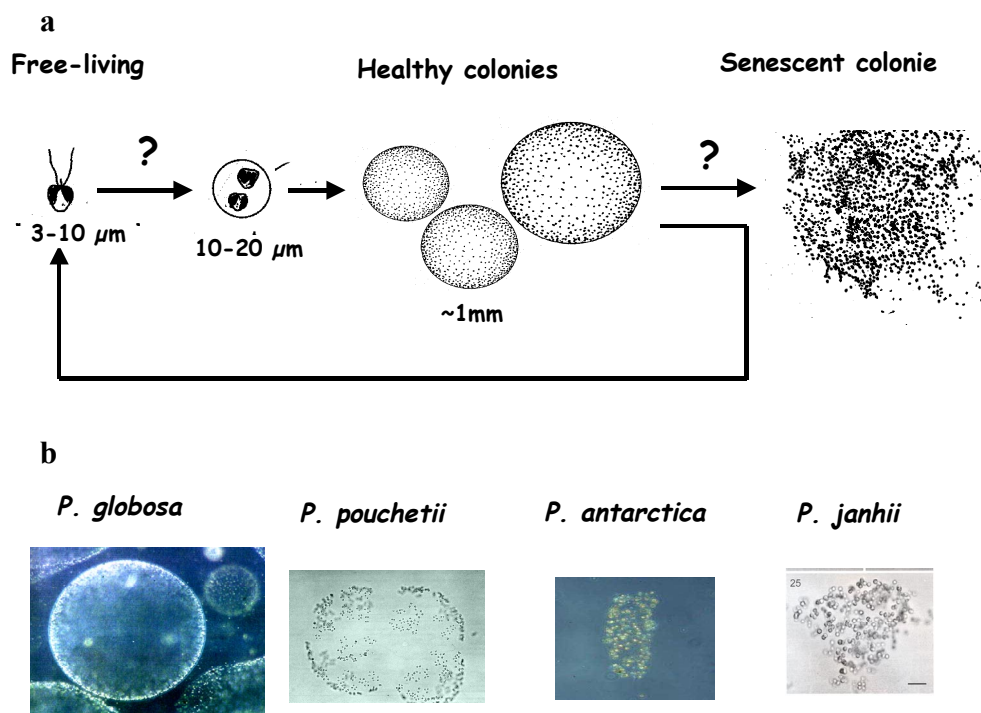 a
Free-living
Healthy colonies
Senescent colonie
?
?
3-10 µm
10-20 µm
~1mm
b
P. globosa
P. pouchetii
P. antarctica
P. janhii
25